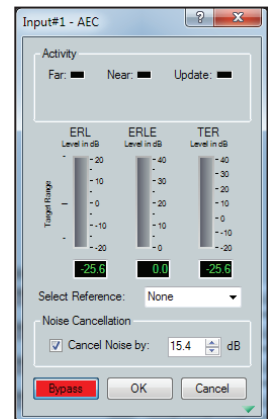 Input#1 - AEC
?
Activity
Far: Near: Update:
ERL ERLE TER
Level in dB Level in dB Level in dB
Target Range
- 20 - 40 - 40
- 30
- 10 - 30 - 20
- 0 - 20 - 10
- 0
- -10 - 10 - -10
- -20 - 0 - -20
-25.6 0.0 -25.6
Select Reference: None
Noise Cancellation
Cancel Noise by: 15.4 dB
Bypass OK Cancel